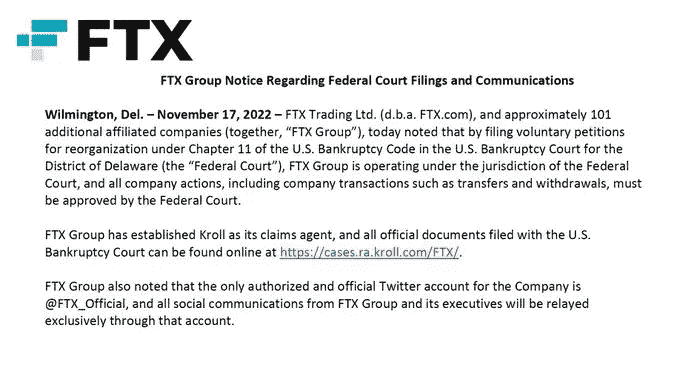 FTX
FTX Group Notice Regarding Federal Court Filings and Communications
Wilmington, Del. – November 17, 2022 – FTX Trading Ltd. (d.b.a. FTX.com), and approximately 101
additional affiliated companies (together, “FTX Group”), today noted that by filing voluntary petitions
for reorganization under Chapter 11 of the U.S. Bankruptcy Code in the U.S. Bankruptcy Court for the
District of Delaware (the “Federal Court”), FTX Group is operating under the jurisdiction of the Federal
Court, and all company actions, including company transactions such as transfers and withdrawals, must
be approved by the Federal Court.
FTX Group has established Kroll as its claims agent, and all official documents filed with the U.S.
Bankruptcy Court can be found online at https://cases.ra.kroll.com/FTX/.
FTX Group also noted that the only authorized and official Twitter account for the Company is
@FTX_Official, and all social communications from FTX Group and its executives will be relayed
exclusively through that account.